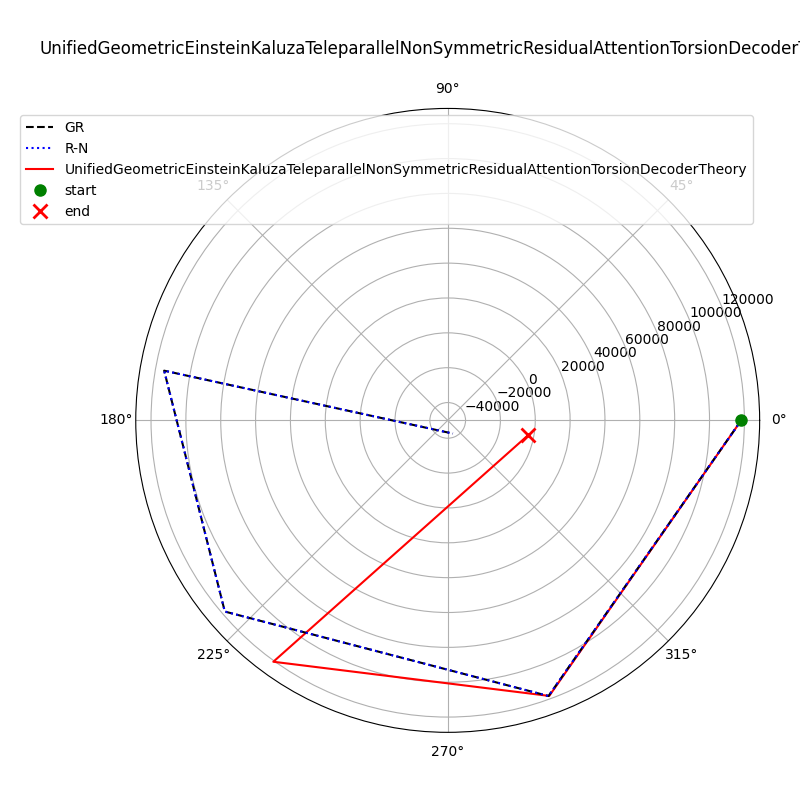 UnifiedGeometricEinsteinKaluzaTeleparallelNonSymmetricResidualAttentionTorsionDecoder
90°
GR
R-N
UnifiedGeometricEinsteinKaluzaTeleparallelNonSymmetricResidualAttentionTorsionDecoderTheory
start
end
135°
45°
120000
100000
80000
60000
40000
20000
0
−20000
−40000
180°
0°
225°
315°
270°